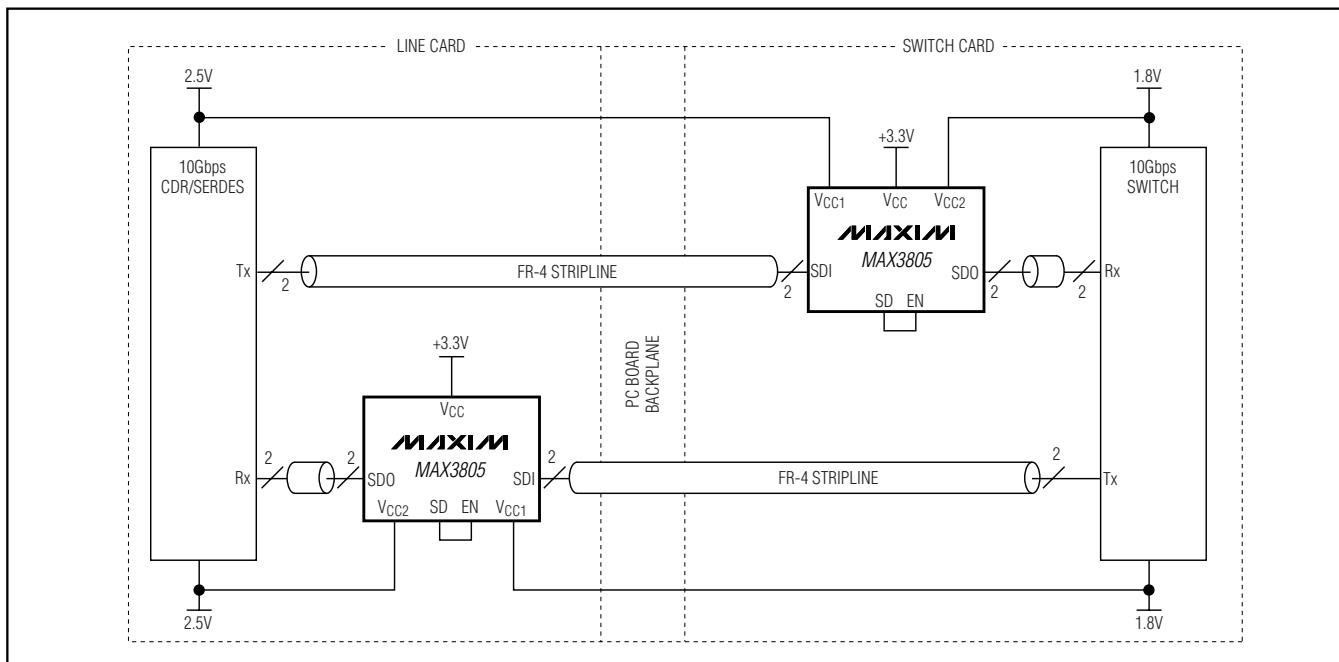 LINE CARD
SWITCH CARD
2.5V
1.8V
+3.3V
10Gbps
CDR/SERDES
10Gbps
SWITCH
VCC1 VCC VCC2
MAXIM
MAX3805
Tx
2
FR-4 STRIPLINE
2
SDI
SDO
2
2
Rx
SD EN
+3.3V
PC BOARD
BACKPLANE
VCC
MAXIM
MAX3805
Rx
2
2
SDO
SDI
2
FR-4 STRIPLINE
2
Tx
VCC2 SD EN VCC1
2.5V
1.8V